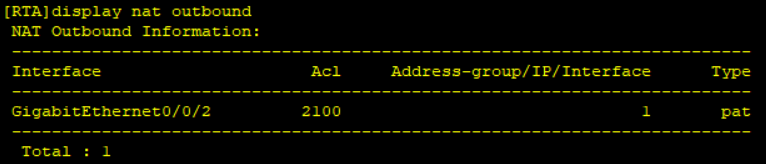 [RTA]display nat outbound
NAT Outbound Information:
--------------------------------------------------------------------------
Interface Acl Address-group/IP/Interface Type
--------------------------------------------------------------------------
GigabitEthernet0/0/2 2100 1 pat
--------------------------------------------------------------------------
Total : 1